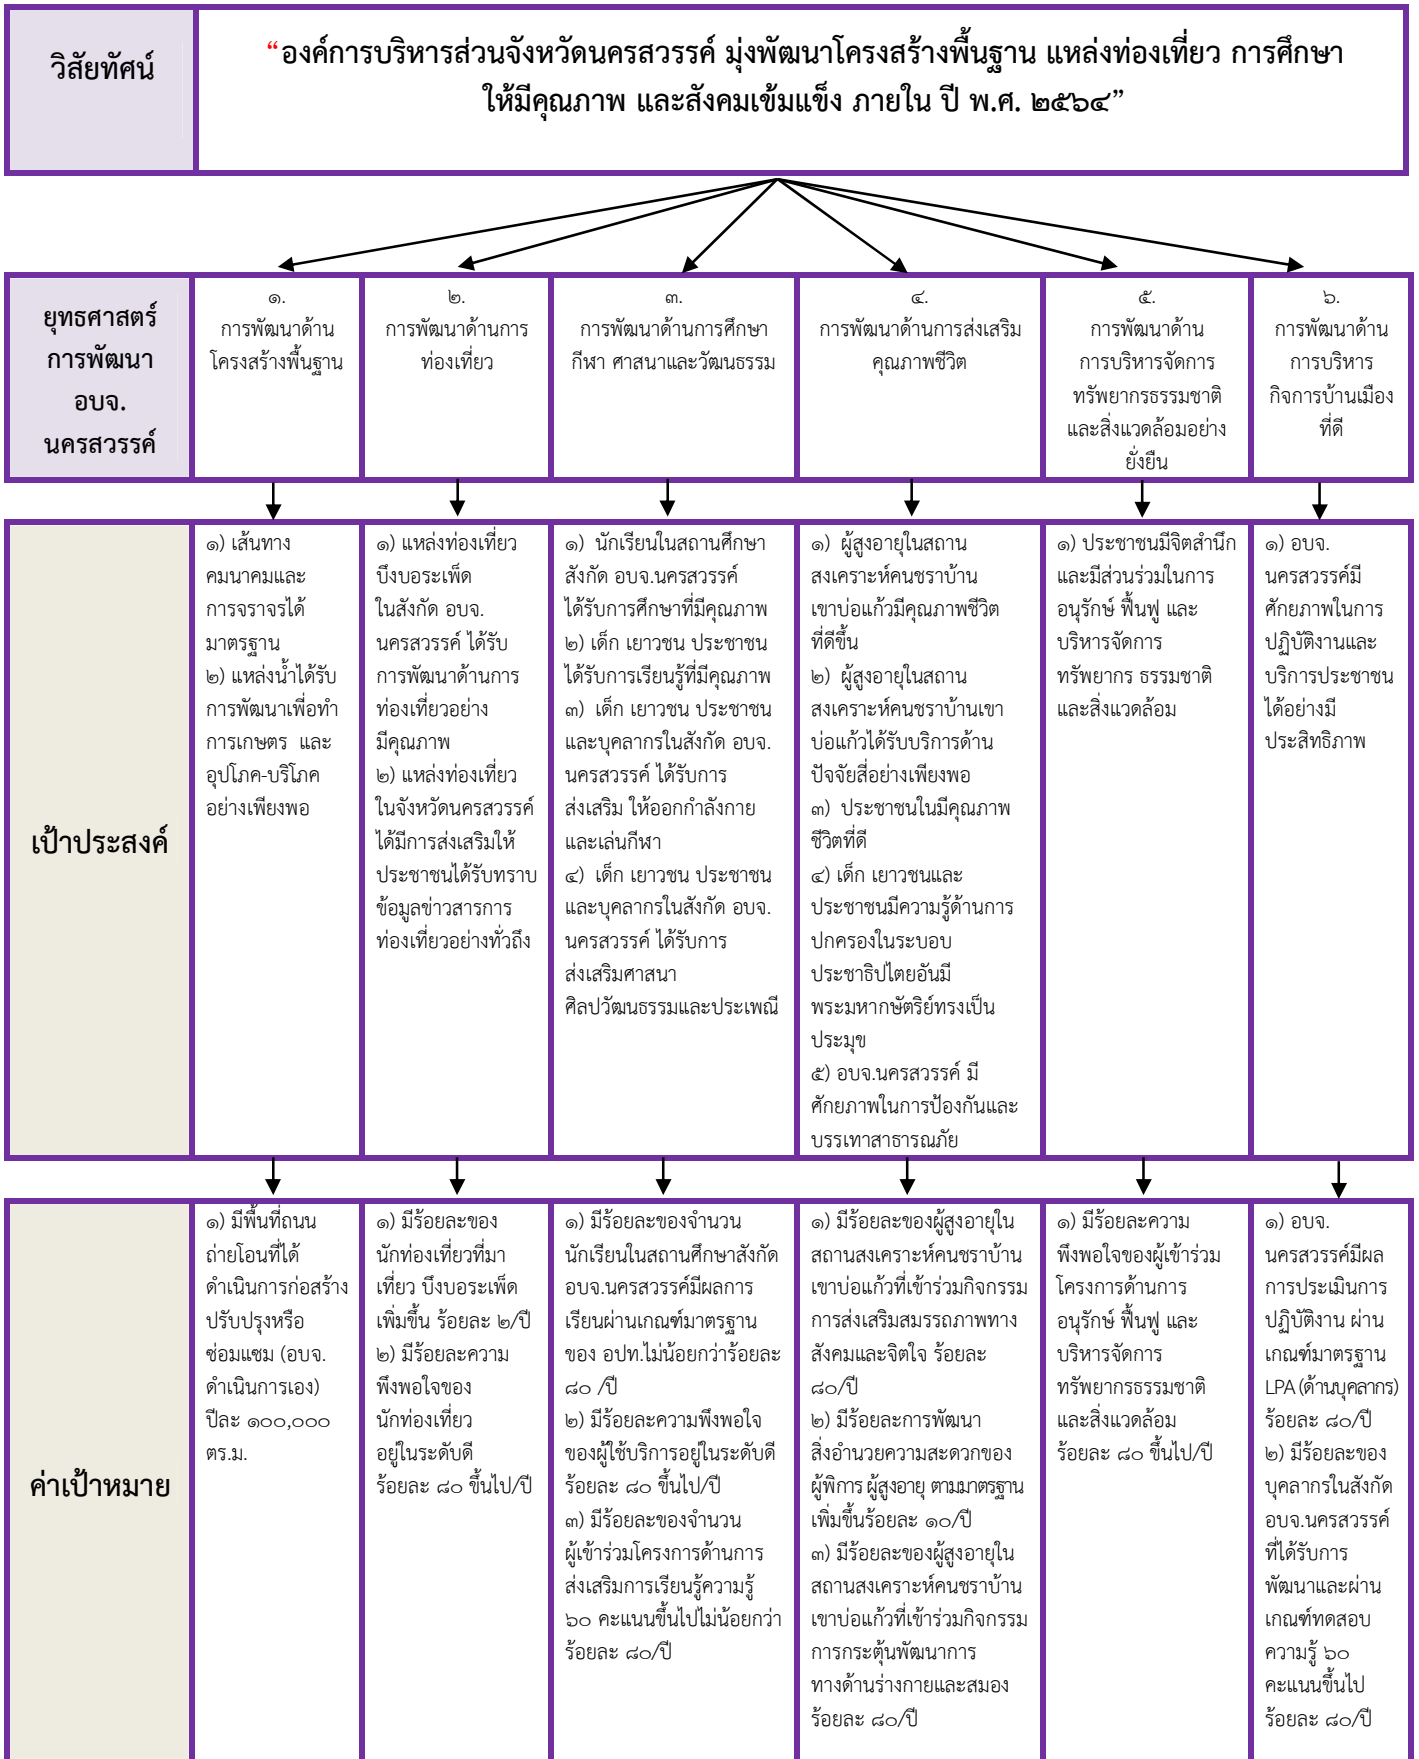 วิสัยทัศน์
“องค์การบริหารส่วนจังหวัดนครสวรรค์ มุ่งพัฒนาโครงสร้างพื้นฐาน แหล่งท่องเที่ยว การศึกษา
ให้มีคุณภาพ และสังคมเข้มแข็ง ภายใน ปี พ.ศ. ๒๕๖๔”
ยุทธศาสตร์
การพัฒนา
อบจ.
นครสวรรค์
๑.
การพัฒนาด้าน
โครงสร้างพื้นฐาน
๒.
การพัฒนาด้านการ
ท่องเที่ยว
๓.
การพัฒนาด้านการศึกษา
กีฬา ศาสนาและวัฒนธรรม
๔.
การพัฒนาด้านการส่งเสริม
คุณภาพชีวิต
๕.
การพัฒนาด้าน
การบริหารจัดการ
ทรัพยากรธรรมชาติ
และสิ่งแวดล้อมอย่าง
ยั่งยืน
๖.
การพัฒนาด้าน
การบริหาร
กิจการบ้านเมือง
ที่ดี
เป้าประสงค์
๑) เส้นทาง
คมนาคมและ
การจราจรได้
มาตรฐาน
๒) แหล่งน้ำได้รับ
การพัฒนาเพื่อทำ
การเกษตร และ
อุปโภค-บริโภค
อย่างเพียงพอ
๑) แหล่งท่องเที่ยว
บึงบอระเพ็ด
ในสังกัด อบจ.
นครสวรรค์ ได้รับ
การพัฒนาด้านการ
ท่องเที่ยวอย่าง
มีคุณภาพ
๒) แหล่งท่องเที่ยว
ในจังหวัดนครสวรรค์
ได้มีการส่งเสริมให้
ประชาชนได้รับทราบ
ข้อมูลข่าวสารการ
ท่องเที่ยวอย่างทั่วถึง
๑) นักเรียนในสถานศึกษา
สังกัด อบจ.นครสวรรค์
ได้รับการศึกษาที่มีคุณภาพ
๒) เด็ก เยาวชน ประชาชน
ได้รับการเรียนรู้ที่มีคุณภาพ
๓) เด็ก เยาวชน ประชาชน
และบุคลากรในสังกัด อบจ.
นครสวรรค์ ได้รับการ
ส่งเสริม ให้ออกกำลังกาย
และเล่นกีฬา
๔) เด็ก เยาวชน ประชาชน
และบุคลากรในสังกัด อบจ.
นครสวรรค์ ได้รับการ
ส่งเสริมศาสนา
ศิลปวัฒนธรรมและประเพณี
๑) ผู้สูงอายุในสถาน
สงเคราะห์คนชราบ้าน
เขาบ่อแก้วมีคุณภาพชีวิต
ที่ดีขึ้น
๒) ผู้สูงอายุในสถาน
สงเคราะห์คนชราบ้านเขา
บ่อแก้วได้รับบริการด้าน
ปัจจัยสี่อย่างเพียงพอ
๓) ประชาชนในมีคุณภาพ
ชีวิตที่ดี
๔) เด็ก เยาวชนและ
ประชาชนมีความรู้ด้านการ
ปกครองในระบอบ
ประชาธิปไตยอันมี
พระมหากษัตริย์ทรงเป็น
ประมุข
๕) อบจ.นครสวรรค์ มี
ศักยภาพในการป้องกันและ
บรรเทาสาธารณภัย
๑) ประชาชนมีจิตสำนึก
และมีส่วนร่วมในการ
อนุรักษ์ ฟื้นฟู และ
บริหารจัดการ
ทรัพยากร ธรรมชาติ
และสิ่งแวดล้อม
๑) อบจ.
นครสวรรค์มี
ศักยภาพในการ
ปฏิบัติงานและ
บริการประชาชน
ได้อย่างมี
ประสิทธิภาพ
ค่าเป้าหมาย
๑) มีพื้นที่ถนน
ถ่ายโอนที่ได้
ดำเนินการก่อสร้าง
ปรับปรุงหรือ
ซ่อมแซม (อบจ.
ดำเนินการเอง)
ปีละ ๑๐๐,๐๐๐
ตร.ม.
๑) มีร้อยละของ
นักท่องเที่ยวที่มา
เที่ยว บึงบอระเพ็ด
เพิ่มขึ้น ร้อยละ ๒/ปี
๒) มีร้อยละความ
พึงพอใจของ
นักท่องเที่ยว
อยู่ในระดับดี
ร้อยละ ๘๐ ขึ้นไป/ปี
๑) มีร้อยละของจำนวน
นักเรียนในสถานศึกษาสังกัด
อบจ.นครสวรรค์มีผลการ
เรียนผ่านเกณฑ์มาตรฐาน
ของ อปท.ไม่น้อยกว่าร้อยละ
๘๐ /ปี
๒) มีร้อยละความพึงพอใจ
ของผู้ใช้บริการอยู่ในระดับดี
ร้อยละ ๘๐ ขึ้นไป/ปี
๓) มีร้อยละของจำนวน
ผู้เข้าร่วมโครงการด้านการ
ส่งเสริมการเรียนรู้ความรู้
๖๐ คะแนนขึ้นไปไม่น้อยกว่า
ร้อยละ ๘๐/ปี
๑) มีร้อยละของผู้สูงอายุใน
สถานสงเคราะห์คนชราบ้าน
เขาบ่อแก้วที่เข้าร่วมกิจกรรม
การส่งเสริมสมรรถภาพทาง
สังคมและจิตใจ ร้อยละ
๘๐/ปี
๒) มีร้อยละการพัฒนา
สิ่งอำนวยความสะดวกของ
ผู้พิการ ผู้สูงอายุ ตามมาตรฐาน
เพิ่มขึ้นร้อยละ ๑๐/ปี
๓) มีร้อยละของผู้สูงอายุใน
สถานสงเคราะห์คนชราบ้าน
เขาบ่อแก้วที่เข้าร่วมกิจกรรม
การกระตุ้นพัฒนาการ
ทางด้านร่างกายและสมอง
ร้อยละ ๘๐/ปี
๑) มีร้อยละความ
พึงพอใจของผู้เข้าร่วม
โครงการด้านการ
อนุรักษ์ ฟื้นฟู และ
บริหารจัดการ
ทรัพยากรธรรมชาติ
และสิ่งแวดล้อม
ร้อยละ ๘๐ ขึ้นไป/ปี
๑) อบจ.
นครสวรรค์มีผล
การประเมินการ
ปฏิบัติงาน ผ่าน
เกณฑ์มาตรฐาน
LPA (ด้านบุคลากร)
ร้อยละ ๘๐/ปี
๒) มีร้อยละของ
บุคลากรในสังกัด
อบจ.นครสวรรค์
ที่ได้รับการ
พัฒนาและผ่าน
เกณฑ์ทดสอบ
ความรู้ ๖๐
คะแนนขึ้นไป
ร้อยละ ๘๐/ปี